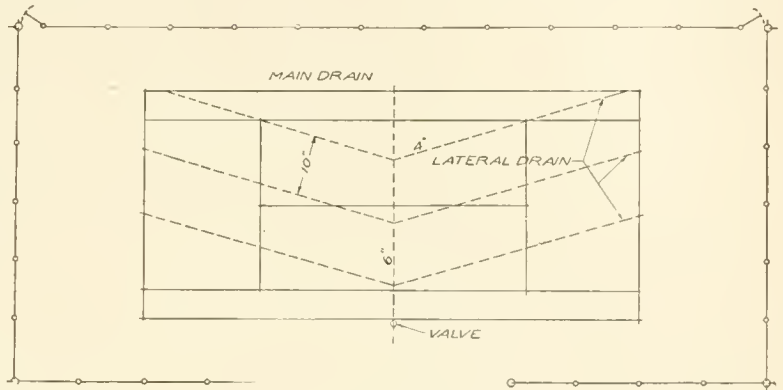 MAIN DRAIN
4"
10"
LATERAL DRAIN
6"
VALVE